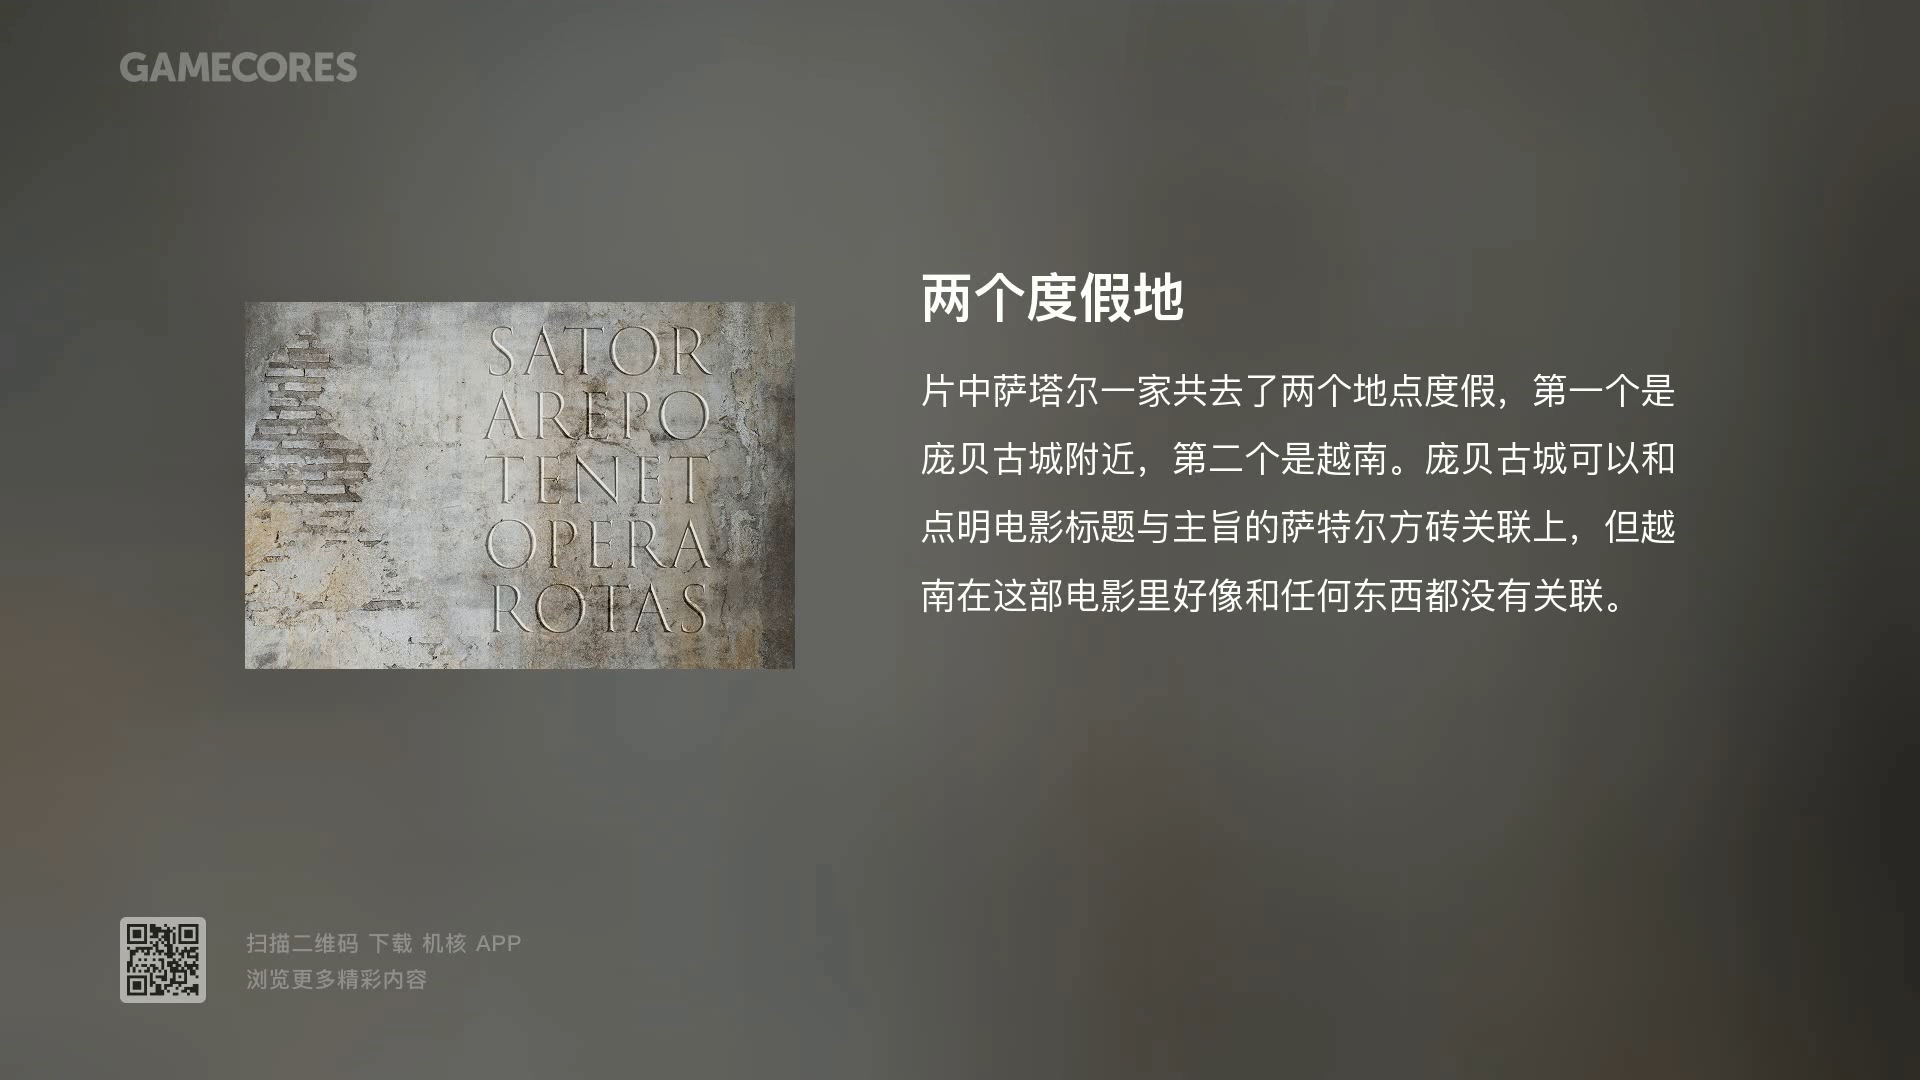 GAMECORES
SATOR
AREPO
TENET
OPERA
ROTAS
两个度假地
片中萨塔尔一家共去了两个地点度假，第一个是
庞贝古城附近，第二个是越南。庞贝古城可以和
点明电影标题与主旨的萨特尔方砖关联上，但越
南在这部电影里好像和任何东西都没有关联。
扫描二维码 下载 机核 APP
浏览更多精彩内容